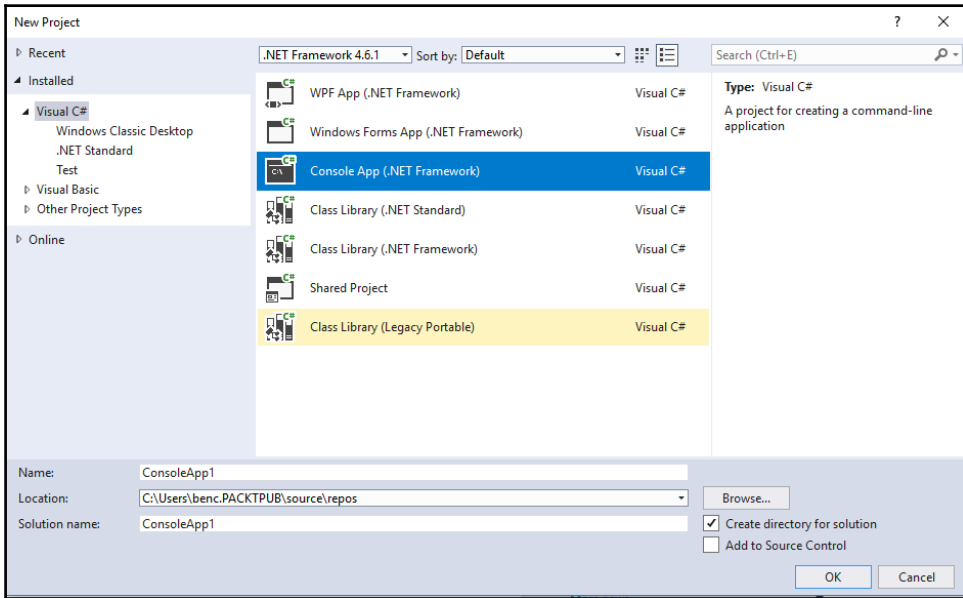 New Project
? ×
Recent
.NET Framework 4.6.1 Sort by: Default
Search (Ctrl+E)
Installed
Visual C#
Windows Classic Desktop
.NET Standard
Test
Visual Basic
Other Project Types
Online
WPF App (.NET Framework) Visual C#
Windows Forms App (.NET Framework) Visual C#
Console App (.NET Framework) Visual C#
Class Library (.NET Standard) Visual C#
Class Library (.NET Framework) Visual C#
Shared Project Visual C#
Class Library (Legacy Portable) Visual C#
Type: Visual C#
A project for creating a command-line
application
Name: ConsoleApp1
Location: C:\Users\benc.PACKTPUB\source\repos
Browse...
Solution name: ConsoleApp1
Create directory for solution
Add to Source Control
OK Cancel